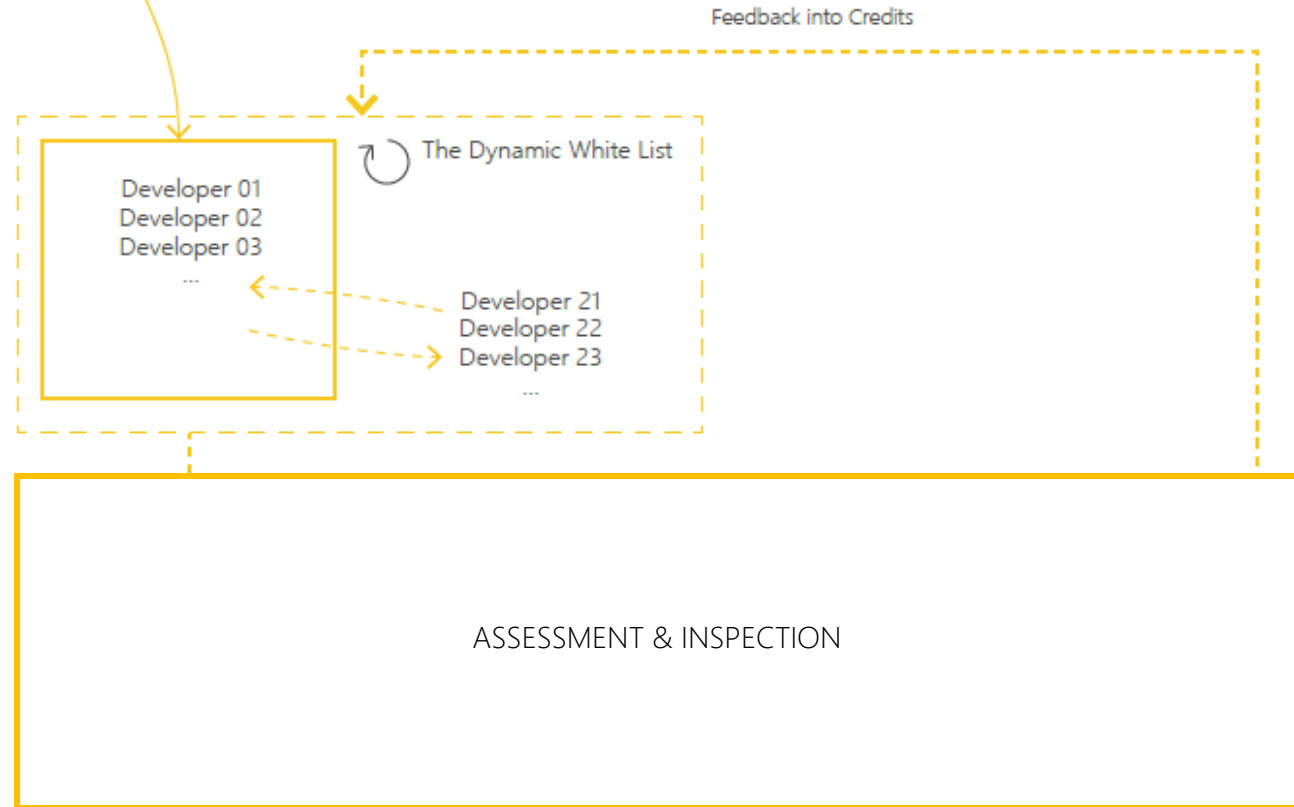 Feedback into Credits
The Dynamic White List
Developer 01
Developer 02
Developer 03
...
Developer 21
Developer 22
Developer 23
...
ASSESSMENT & INSPECTION